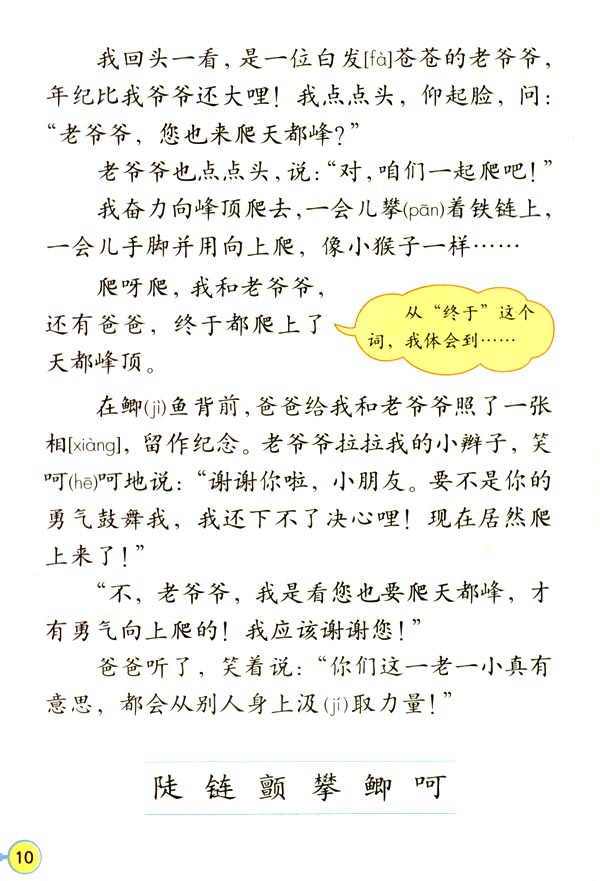 我回头一看，是一位白发[fà]苍苍的老爷爷，
年纪比我爷爷还大哩！我点点头，仰起脸，问：
“老爷爷，您也来爬天都峰？”
老爷爷也点点头，说：“对，咱们一起爬吧！”
我奋力向峰顶爬去，一会儿攀(pān)着铁链上，
一会儿手脚并用向上爬，像小猴子一样……
爬呀爬，我和老爷爷，
还有爸爸，终于都爬上了
天都峰顶。
从“终于”这个
词，我体会到……
在鲫(jì)鱼背前，爸爸给我和老爷爷照了一张
相[xiàng]，留作纪念。老爷爷拉拉我的小辫子，笑
呵(hē)呵地说：“谢谢你啦，小朋友。要不是你的
勇气鼓舞我，我还下不了决心哩！现在居然爬
上来了！”
“不，老爷爷，我是看您也要爬天都峰，才
有勇气向上爬的！我应该谢谢您！”
爸爸听了，笑着说：“你们这一老一小真有
意思，都会从别人身上汲(jí)取力量！”
陡 链 颤 攀 鲫 呵
10